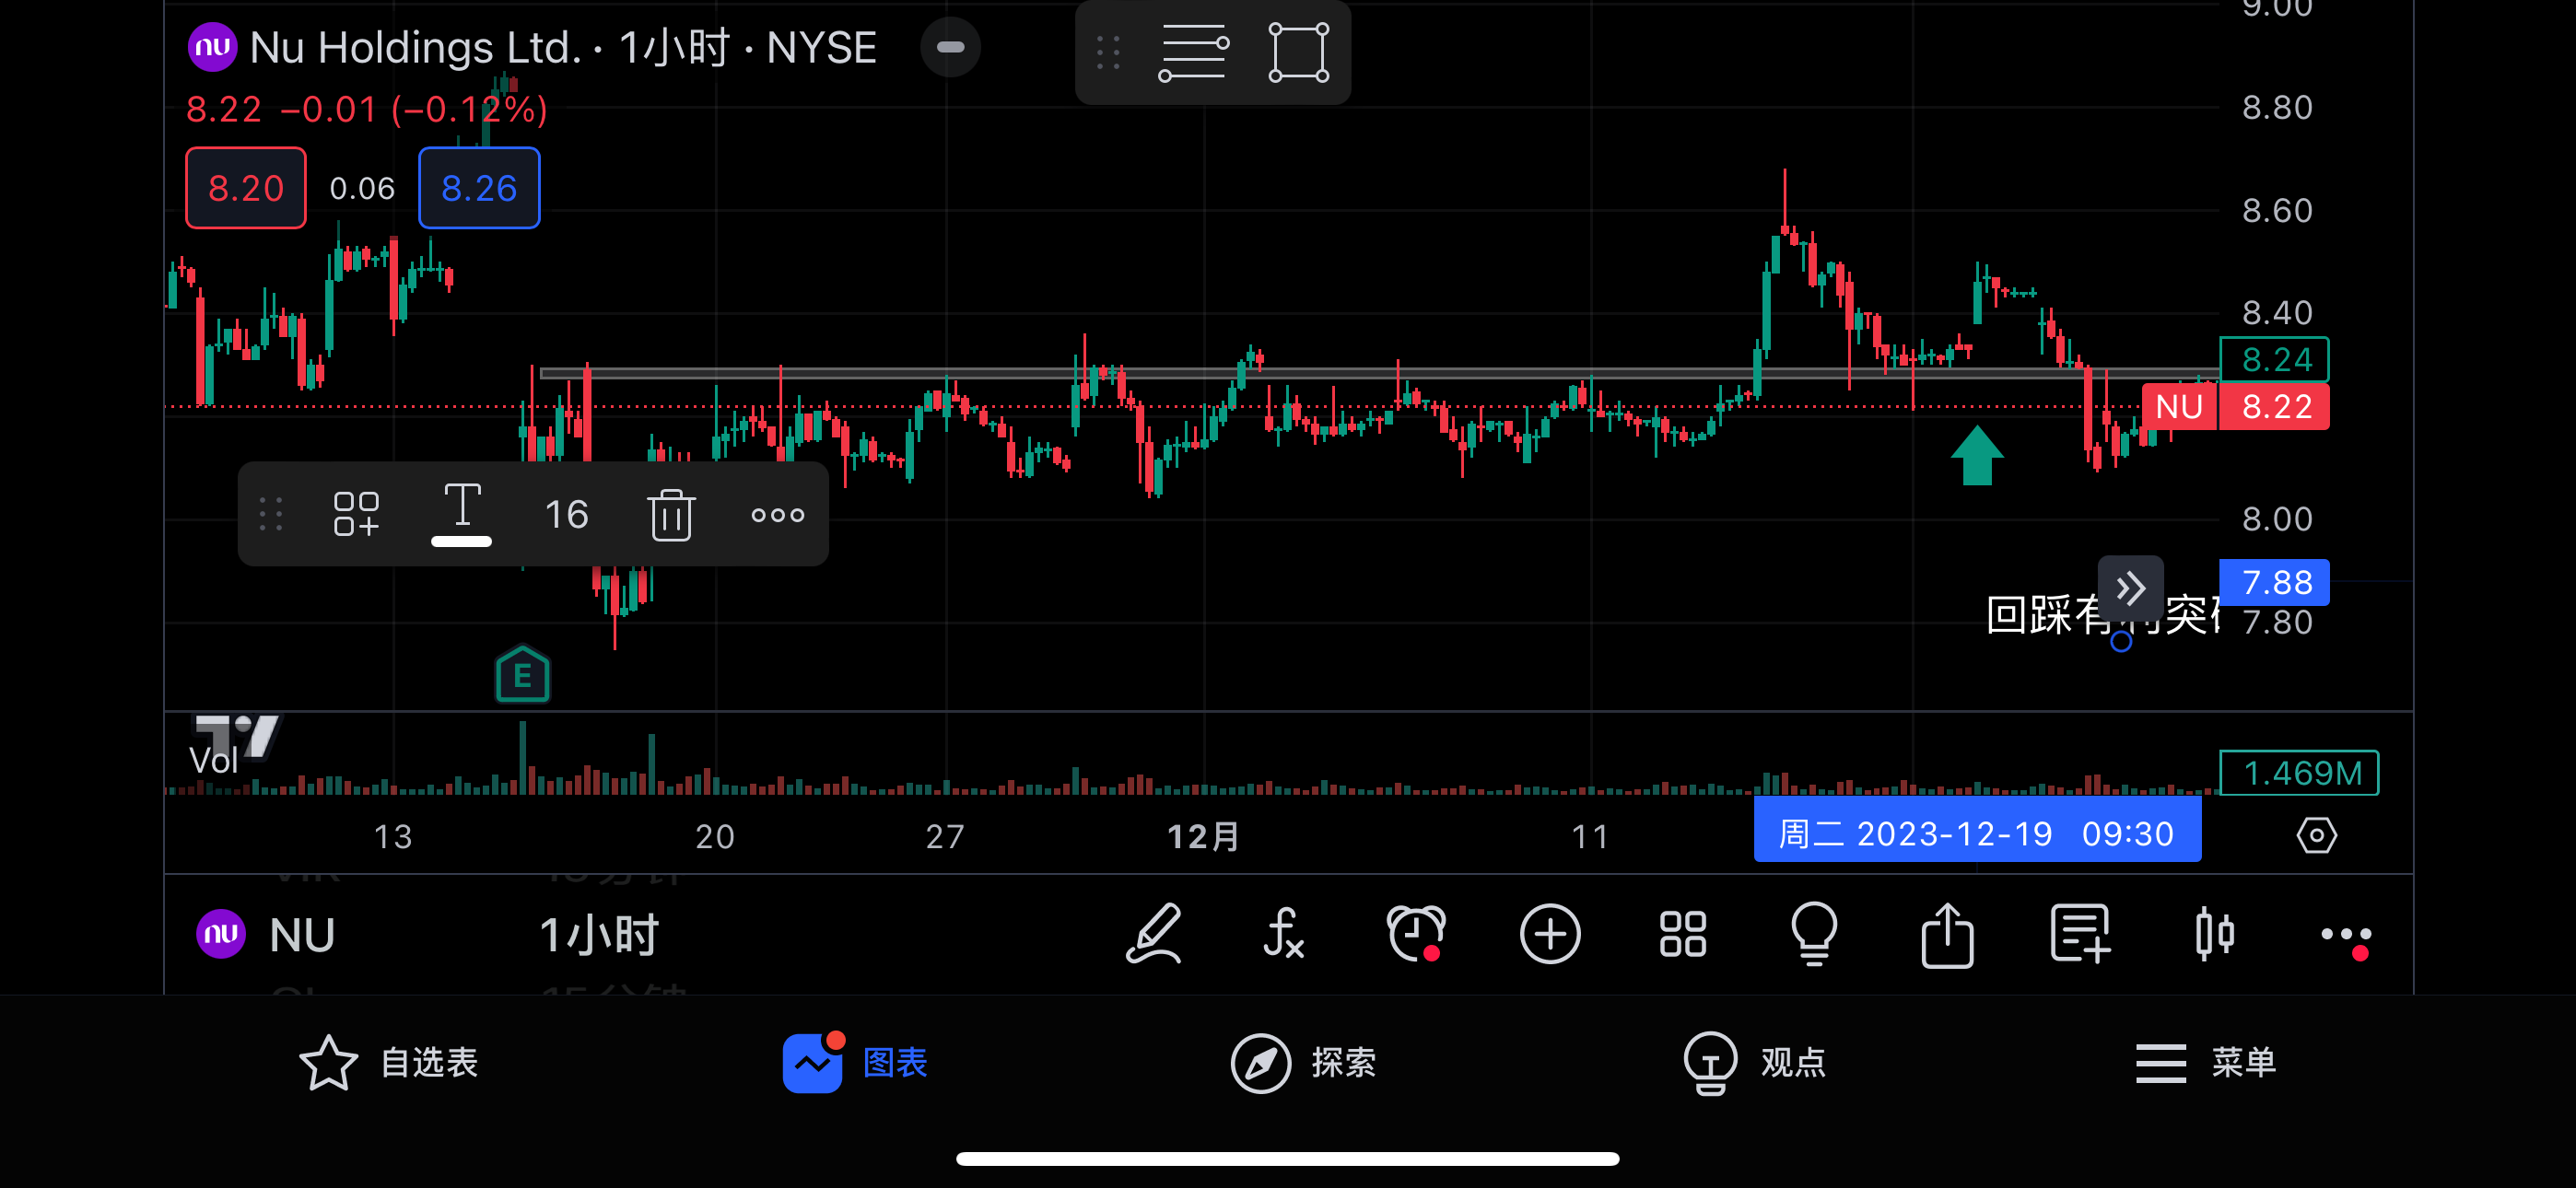 9.00
nu Nu Holdings Ltd. · 1小时 · NYSE
8.22 −0.01 (−0.12%)
8.80
8.20 0.06 8.26
8.60
8.40
8.24
NU 8.22
T 16
8.00
7.88
回踩有 突
7.80
E
Vol
1.469M
13 20 27 12月 11 周二 2023-12-19 09:30
nu NU 1小时
自选表 图表 探索 观点 菜单